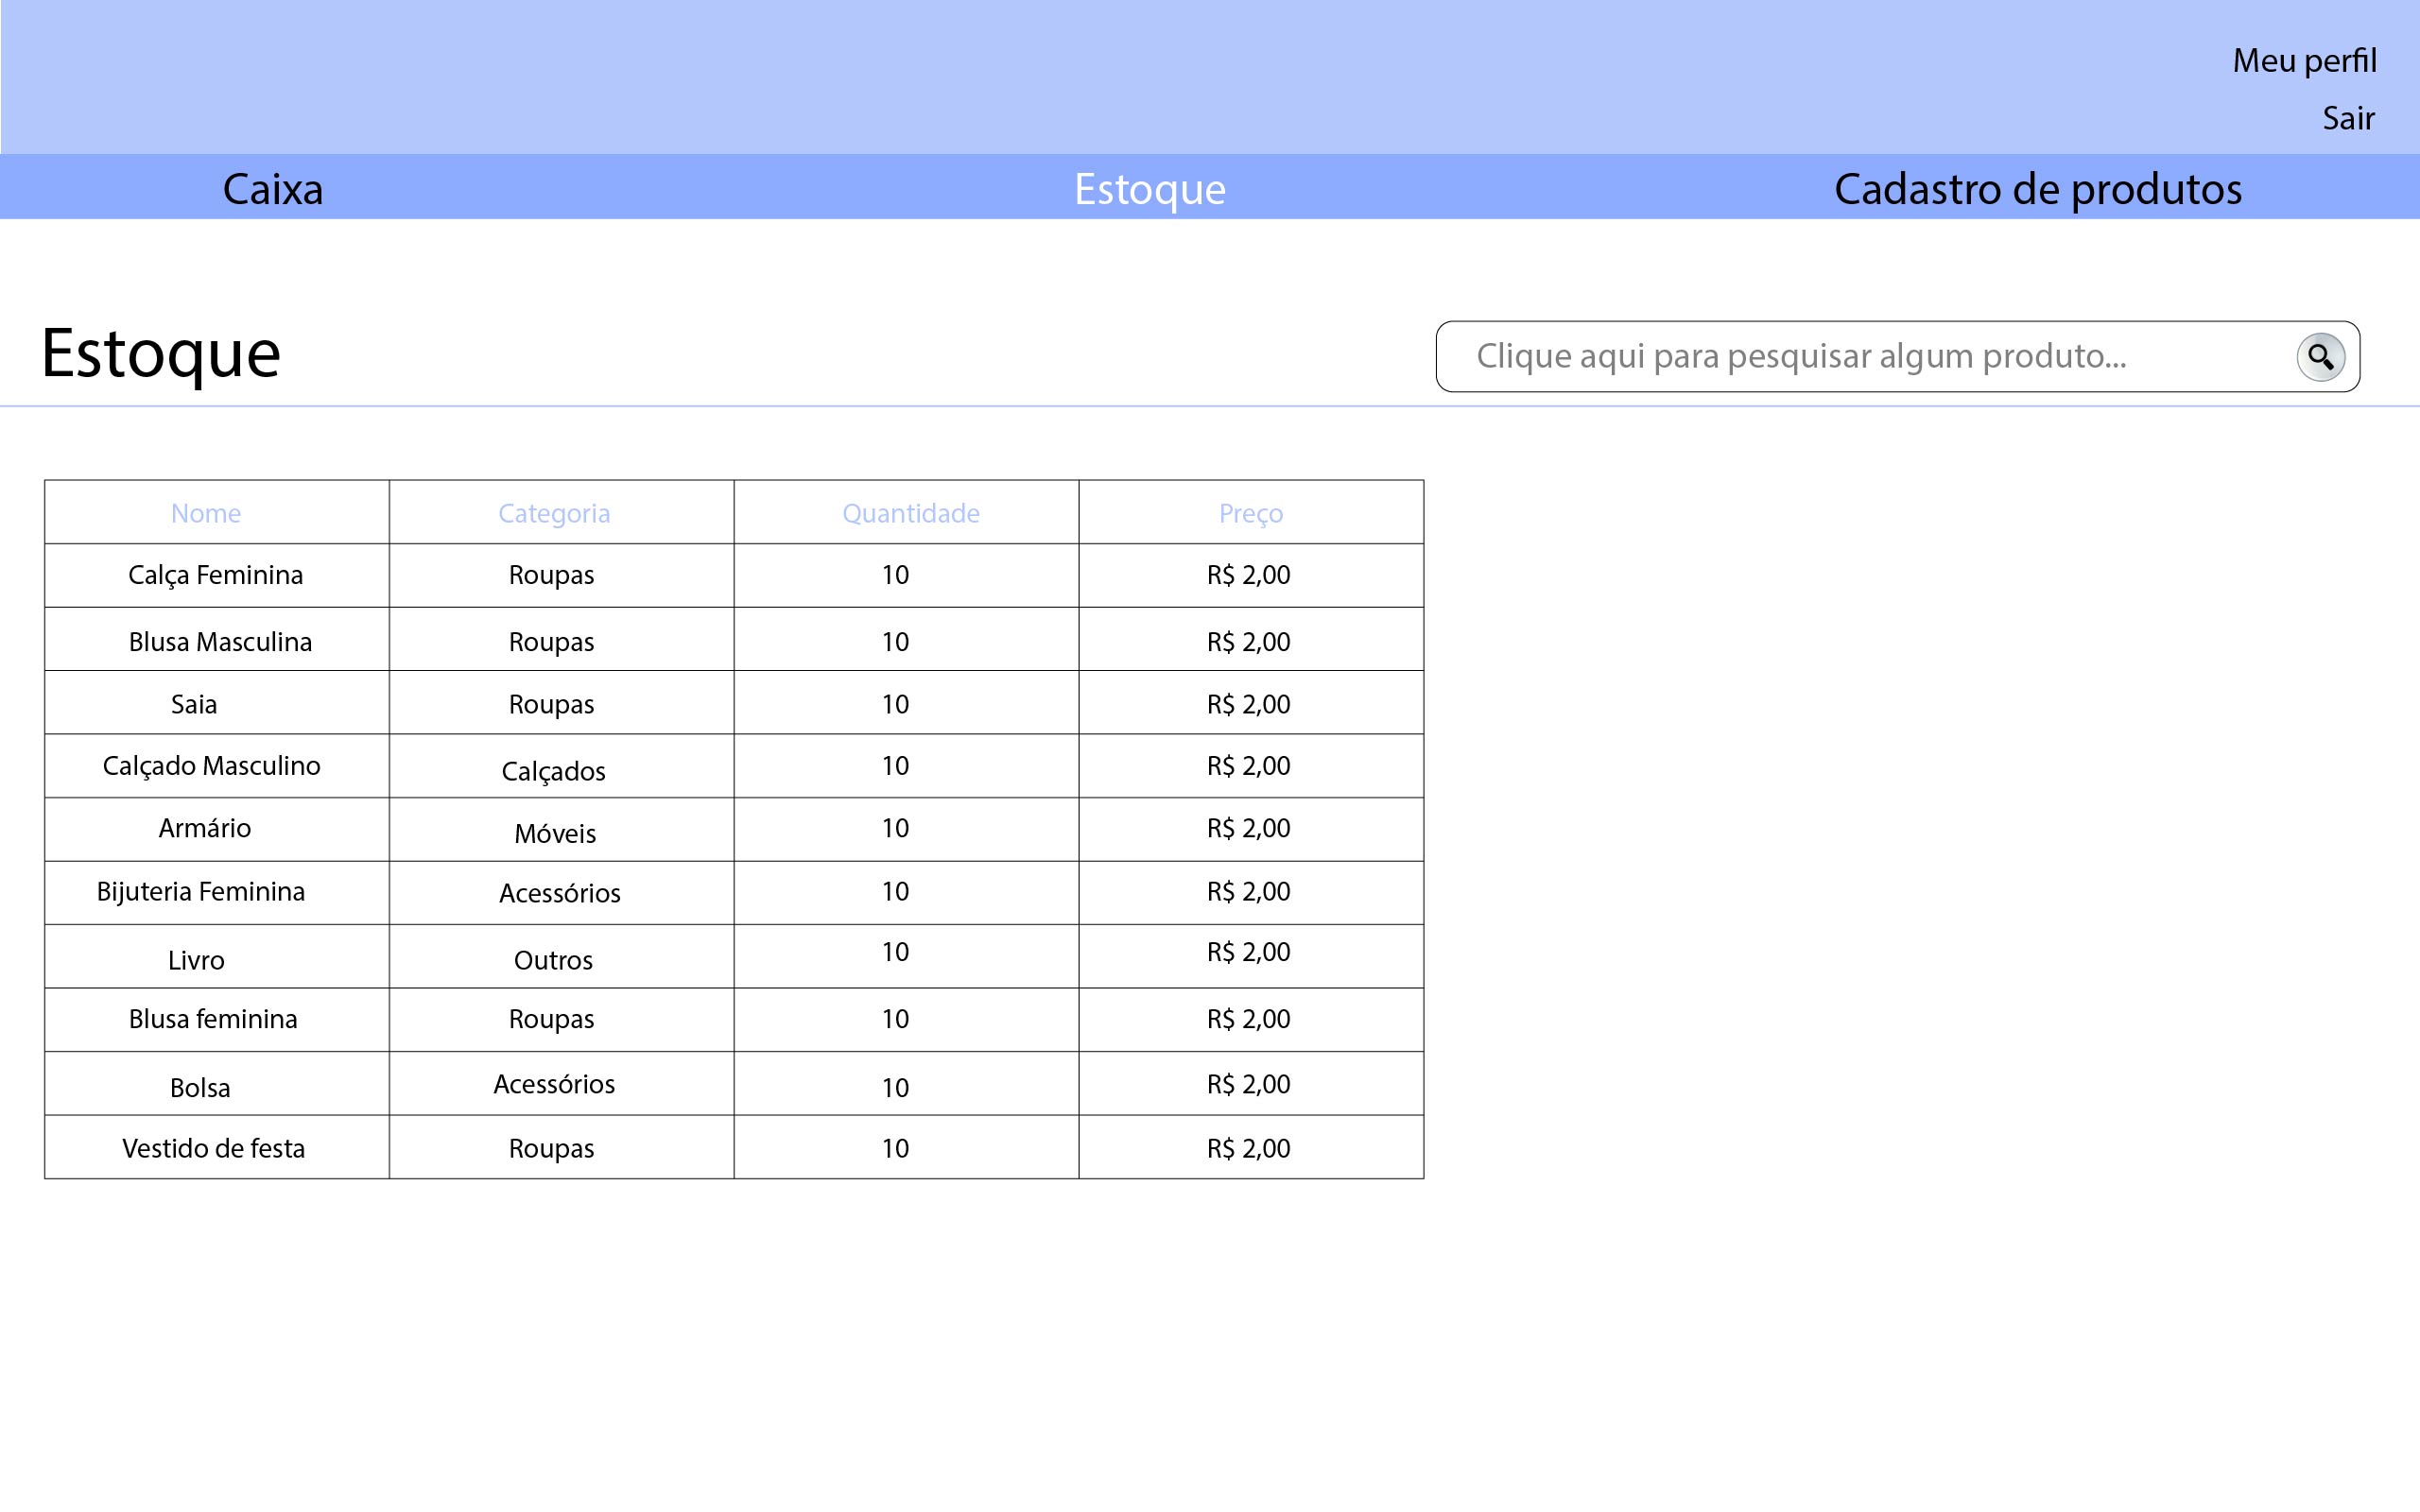 Meu perfil
Sair
Caixa Estoque Cadastro de produtos
Estoque
Clique aqui para pesquisar algum produto...
Nome Categoria Quantidade Preço
Calça Feminina Roupas 10 R$ 2,00
Blusa Masculina Roupas 10 R$ 2,00
Saia Roupas 10 R$ 2,00
Calçado Masculino Calçados 10 R$ 2,00
Armário Móveis 10 R$ 2,00
Bijuteria Feminina Acessórios 10 R$ 2,00
Livro Outros 10 R$ 2,00
Blusa feminina Roupas 10 R$ 2,00
Bolsa Acessórios 10 R$ 2,00
Vestido de festa Roupas 10 R$ 2,00